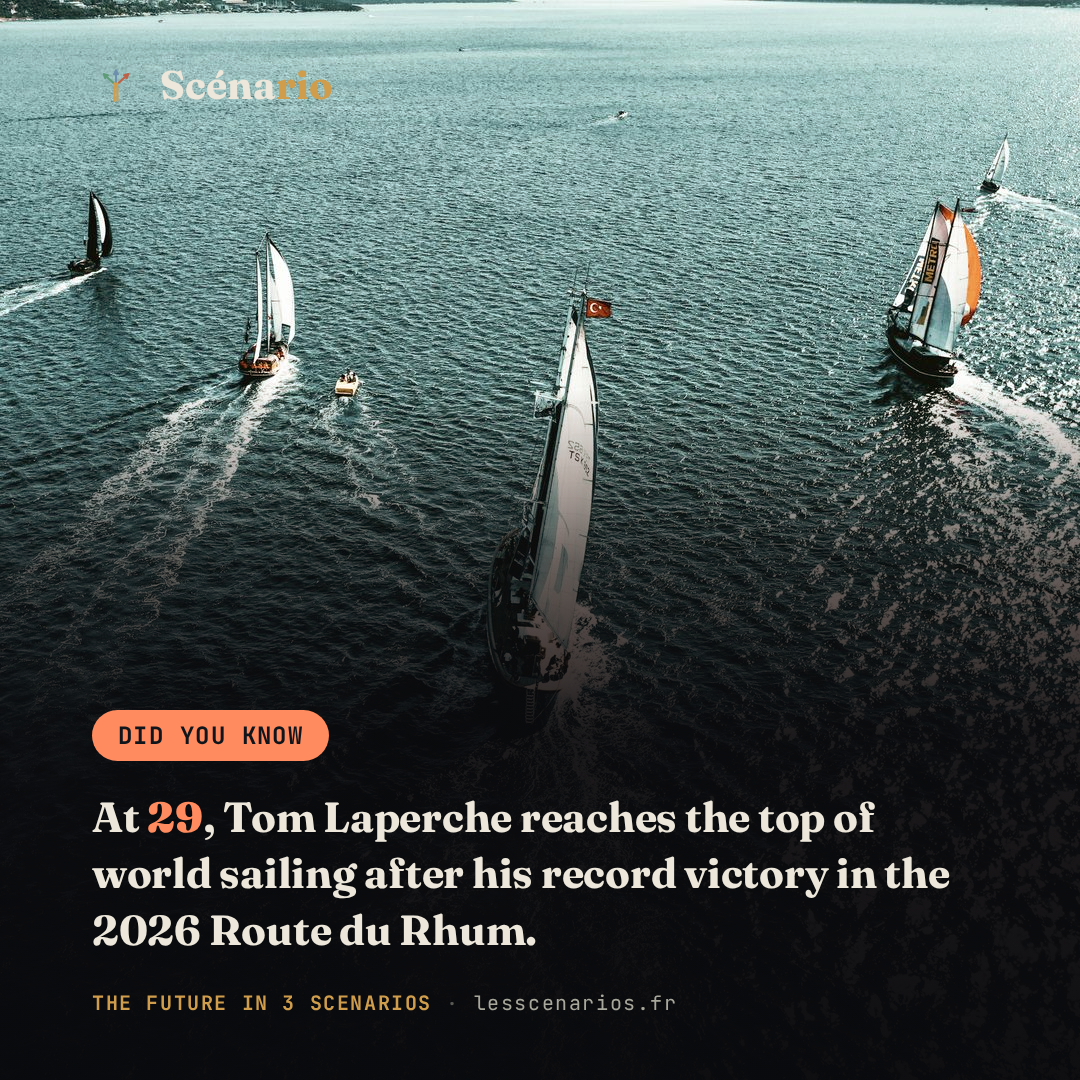 Scénario
METRO
DID YOU KNOW
At 29, Tom Laperche reaches the top of
world sailing after his record victory in the
2026 Route du Rhum.
THE FUTURE IN 3 SCENARIOS · lesscenarios.fr